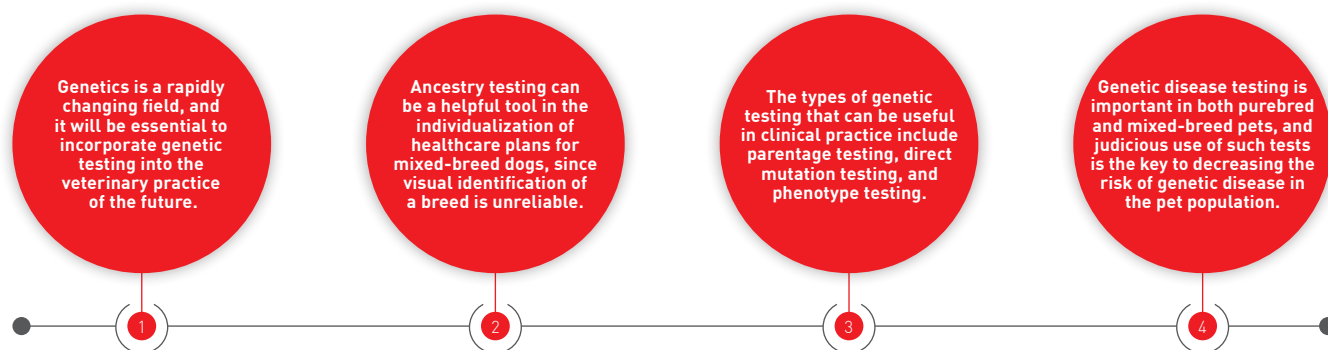 Genetics is a rapidly
changing field, and
it will be essential to
incorporate genetic
testing into the
veterinary practice
of the future.
1
Ancestry testing can
be a helpful tool in the
individualization of
healthcare plans for
mixed-breed dogs, since
visual identification of
a breed is unreliable.
2
The types of genetic
testing that can be useful
in clinical practice include
parentage testing, direct
mutation testing, and
phenotype testing.
3
Genetic disease testing is
important in both purebred
and mixed-breed pets, and
judicious use of such tests
is the key to decreasing the
risk of genetic disease in
the pet population.
4